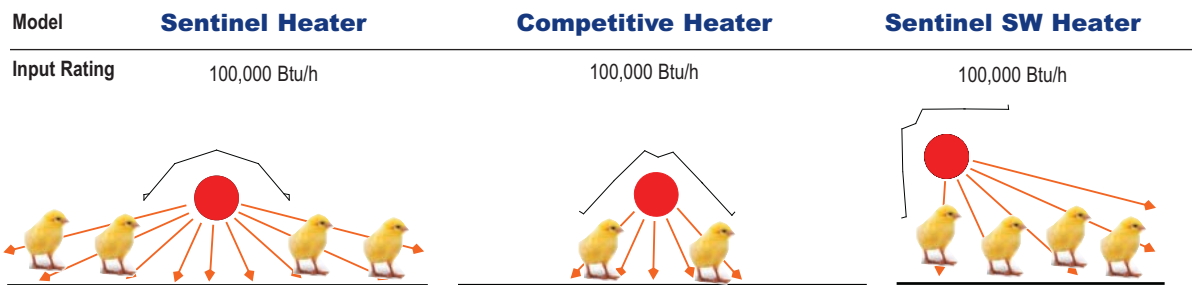 Model Sentinel Heater Competitive Heater Sentinel SW Heater
Input Rating 100,000 Btu/h 100,000 Btu/h 100,000 Btu/h